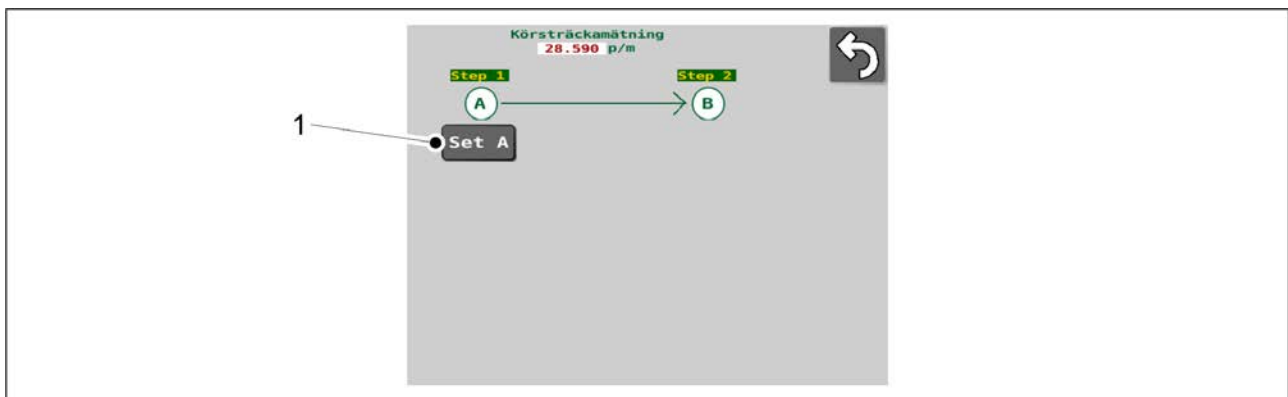 Körsträckamätning
28.590 p/m
Step 1 Step 2
A B
1
Set A